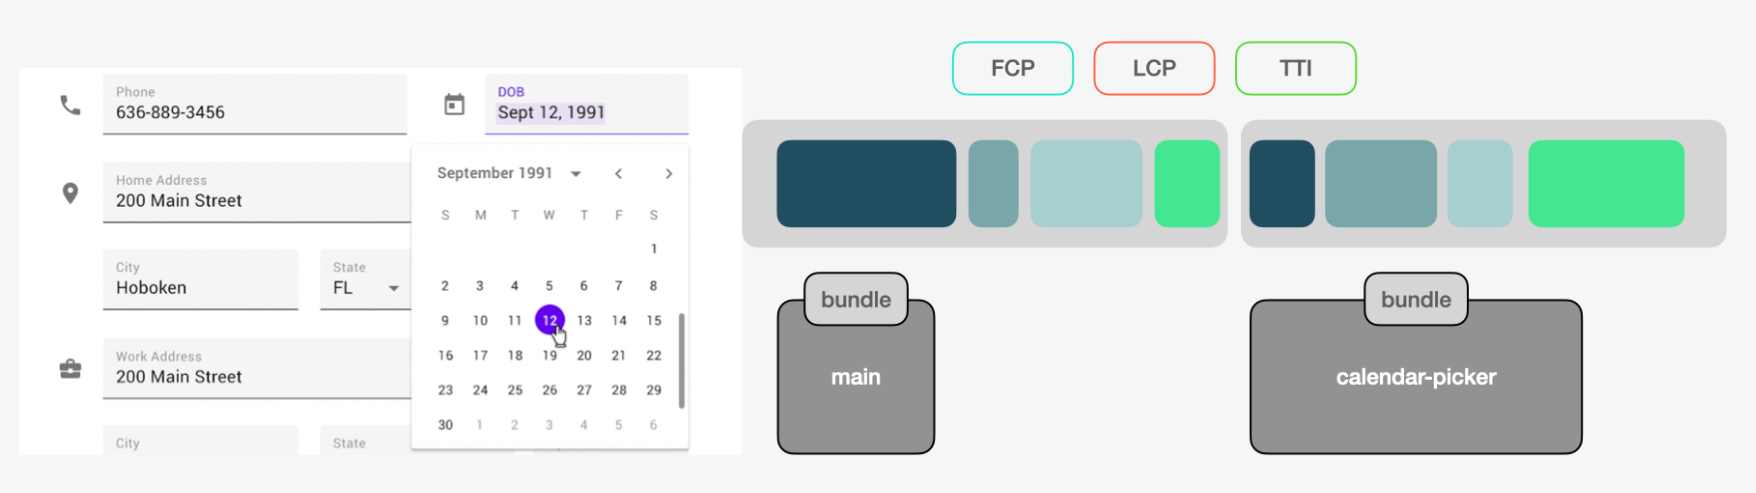 FCP LCP TTI
Phone
636-889-3456
DOB
Sept 12, 1991
September 1991
S M T W T F S
1
2 3 4 5 6 7 8
9 10 11 12 13 14 15
16 17 18 19 20 21 22
23 24 25 26 27 28 29
30 1 2 3 4 5 6
Home Address
200 Main Street
City
Hoboken
State
FL
Work Address
200 Main Street
City
State
bundle
main
bundle
calendar-picker